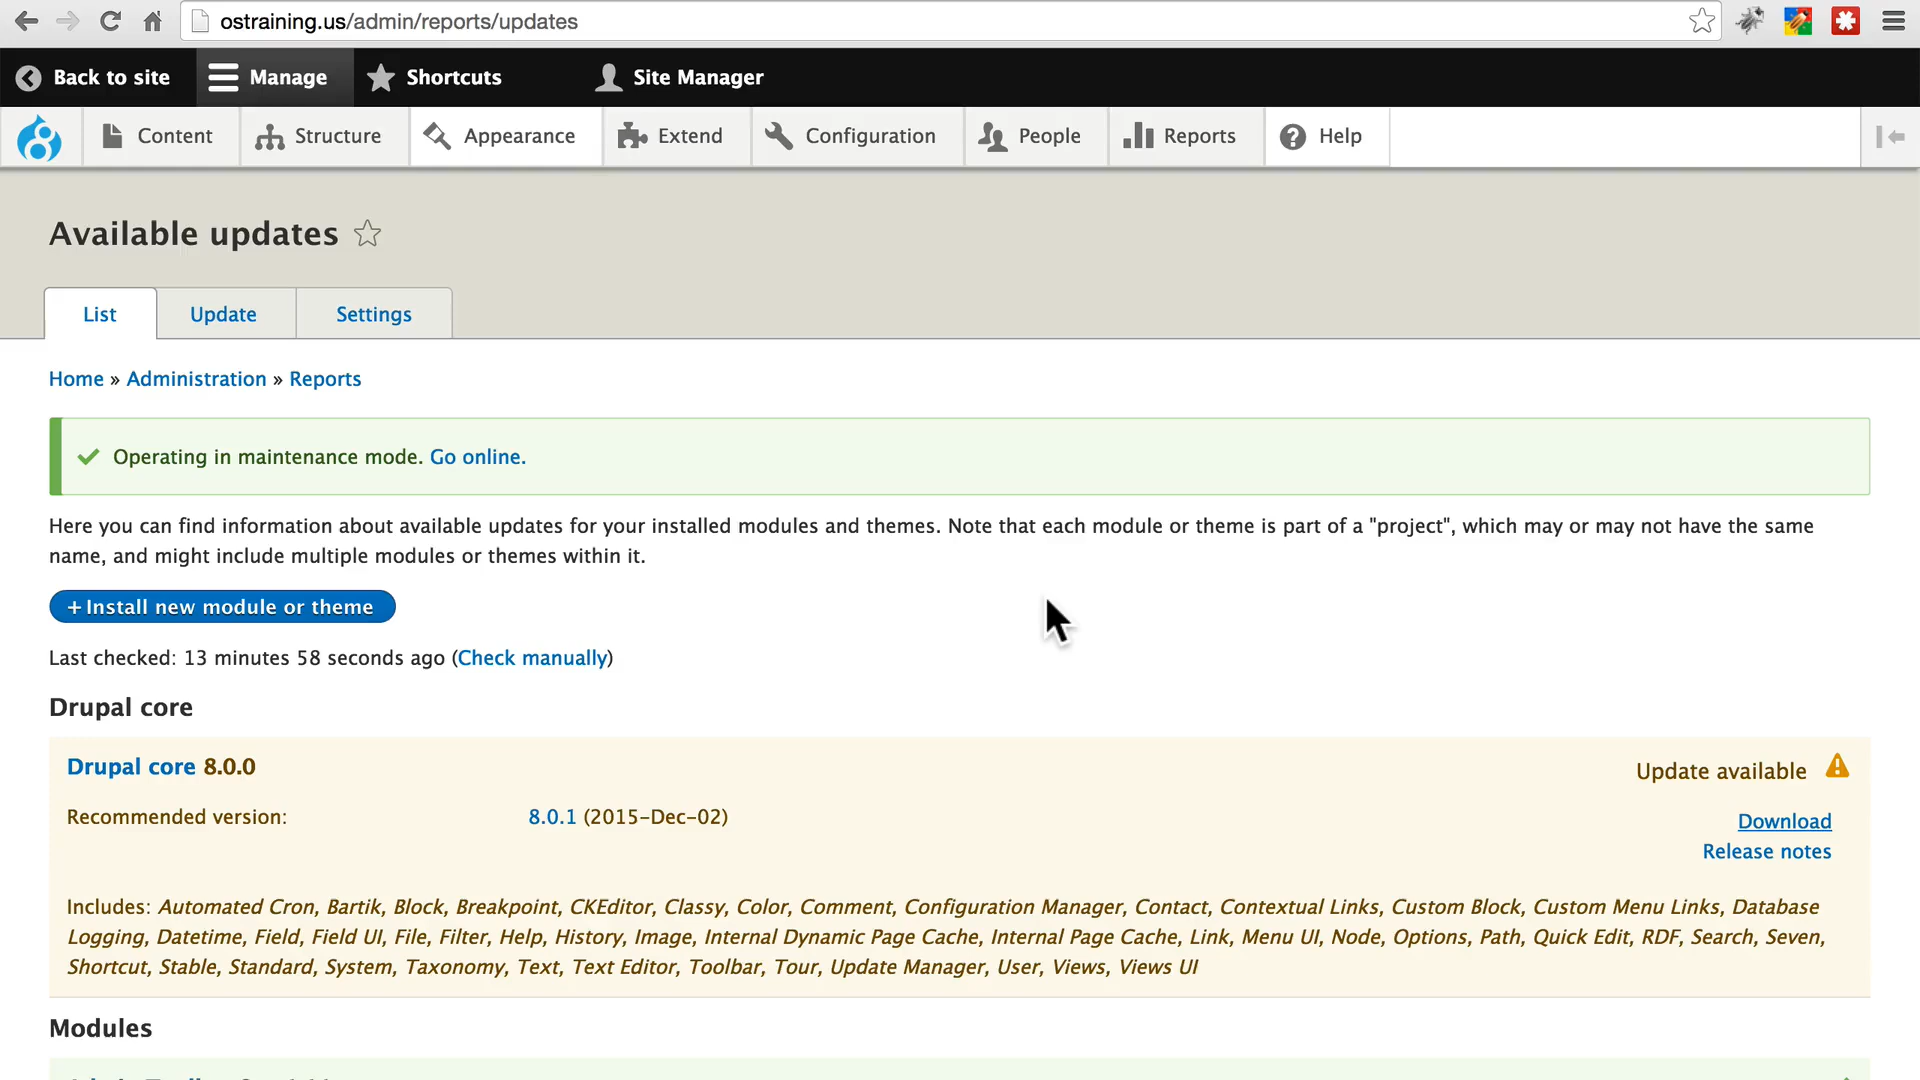 ostraining.us/admin/reports/updates
Back to site Manage Shortcuts Site Manager
Content Structure Appearance Extend Configuration People Reports Help
Available updates
List Update Settings
Home » Administration » Reports
Operating in maintenance mode. Go online.
Here you can find information about available updates for your installed modules and themes. Note that each module or theme is part of a "project", which may or may not have the same
name, and might include multiple modules or themes within it.
+ Install new module or theme
Last checked: 13 minutes 58 seconds ago (Check manually)
Drupal core
Drupal core 8.0.0 Update available
Recommended version: 8.0.1 (2015-Dec-02) Download
Release notes
Includes: Automated Cron, Bartik, Block, Breakpoint, CKEditor, Classy, Color, Comment, Configuration Manager, Contact, Contextual Links, Custom Block, Custom Menu Links, Database
Logging, Datetime, Field, Field UI, File, Filter, Help, History, Image, Internal Dynamic Page Cache, Internal Page Cache, Link, Menu UI, Node, Options, Path, Quick Edit, RDF, Search, Seven,
Shortcut, Stable, Standard, System, Taxonomy, Text, Text Editor, Toolbar, Tour, Update Manager, User, Views, Views UI
Modules